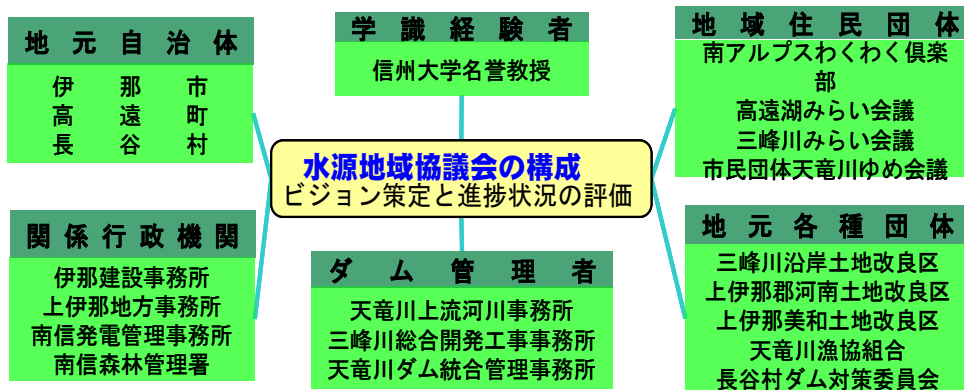 地元自治体
伊那市
高遠町
長谷村
学識経験者
信州大学名誉教授
地域住民団体
南アルプスわくわく倶楽
部
高遠湖みらい会議
三峰川みらい会議
市民団体天竜川ゆめ会議
水源地域協議会の構成
ビジョン策定と進捗状況の評価
関係行政機関
伊那建設事務所
上伊那地方事務所
南信発電管理事務所
南信森林管理署
ダム管理者
天竜川上流河川事務所
三峰川総合開発工事事務所
天竜川ダム統合管理事務所
地元各種団体
三峰川沿岸土地改良区
上伊那郡河南土地改良区
上伊那美和土地改良区
天竜川漁協組合
長谷村ダム対策委員会